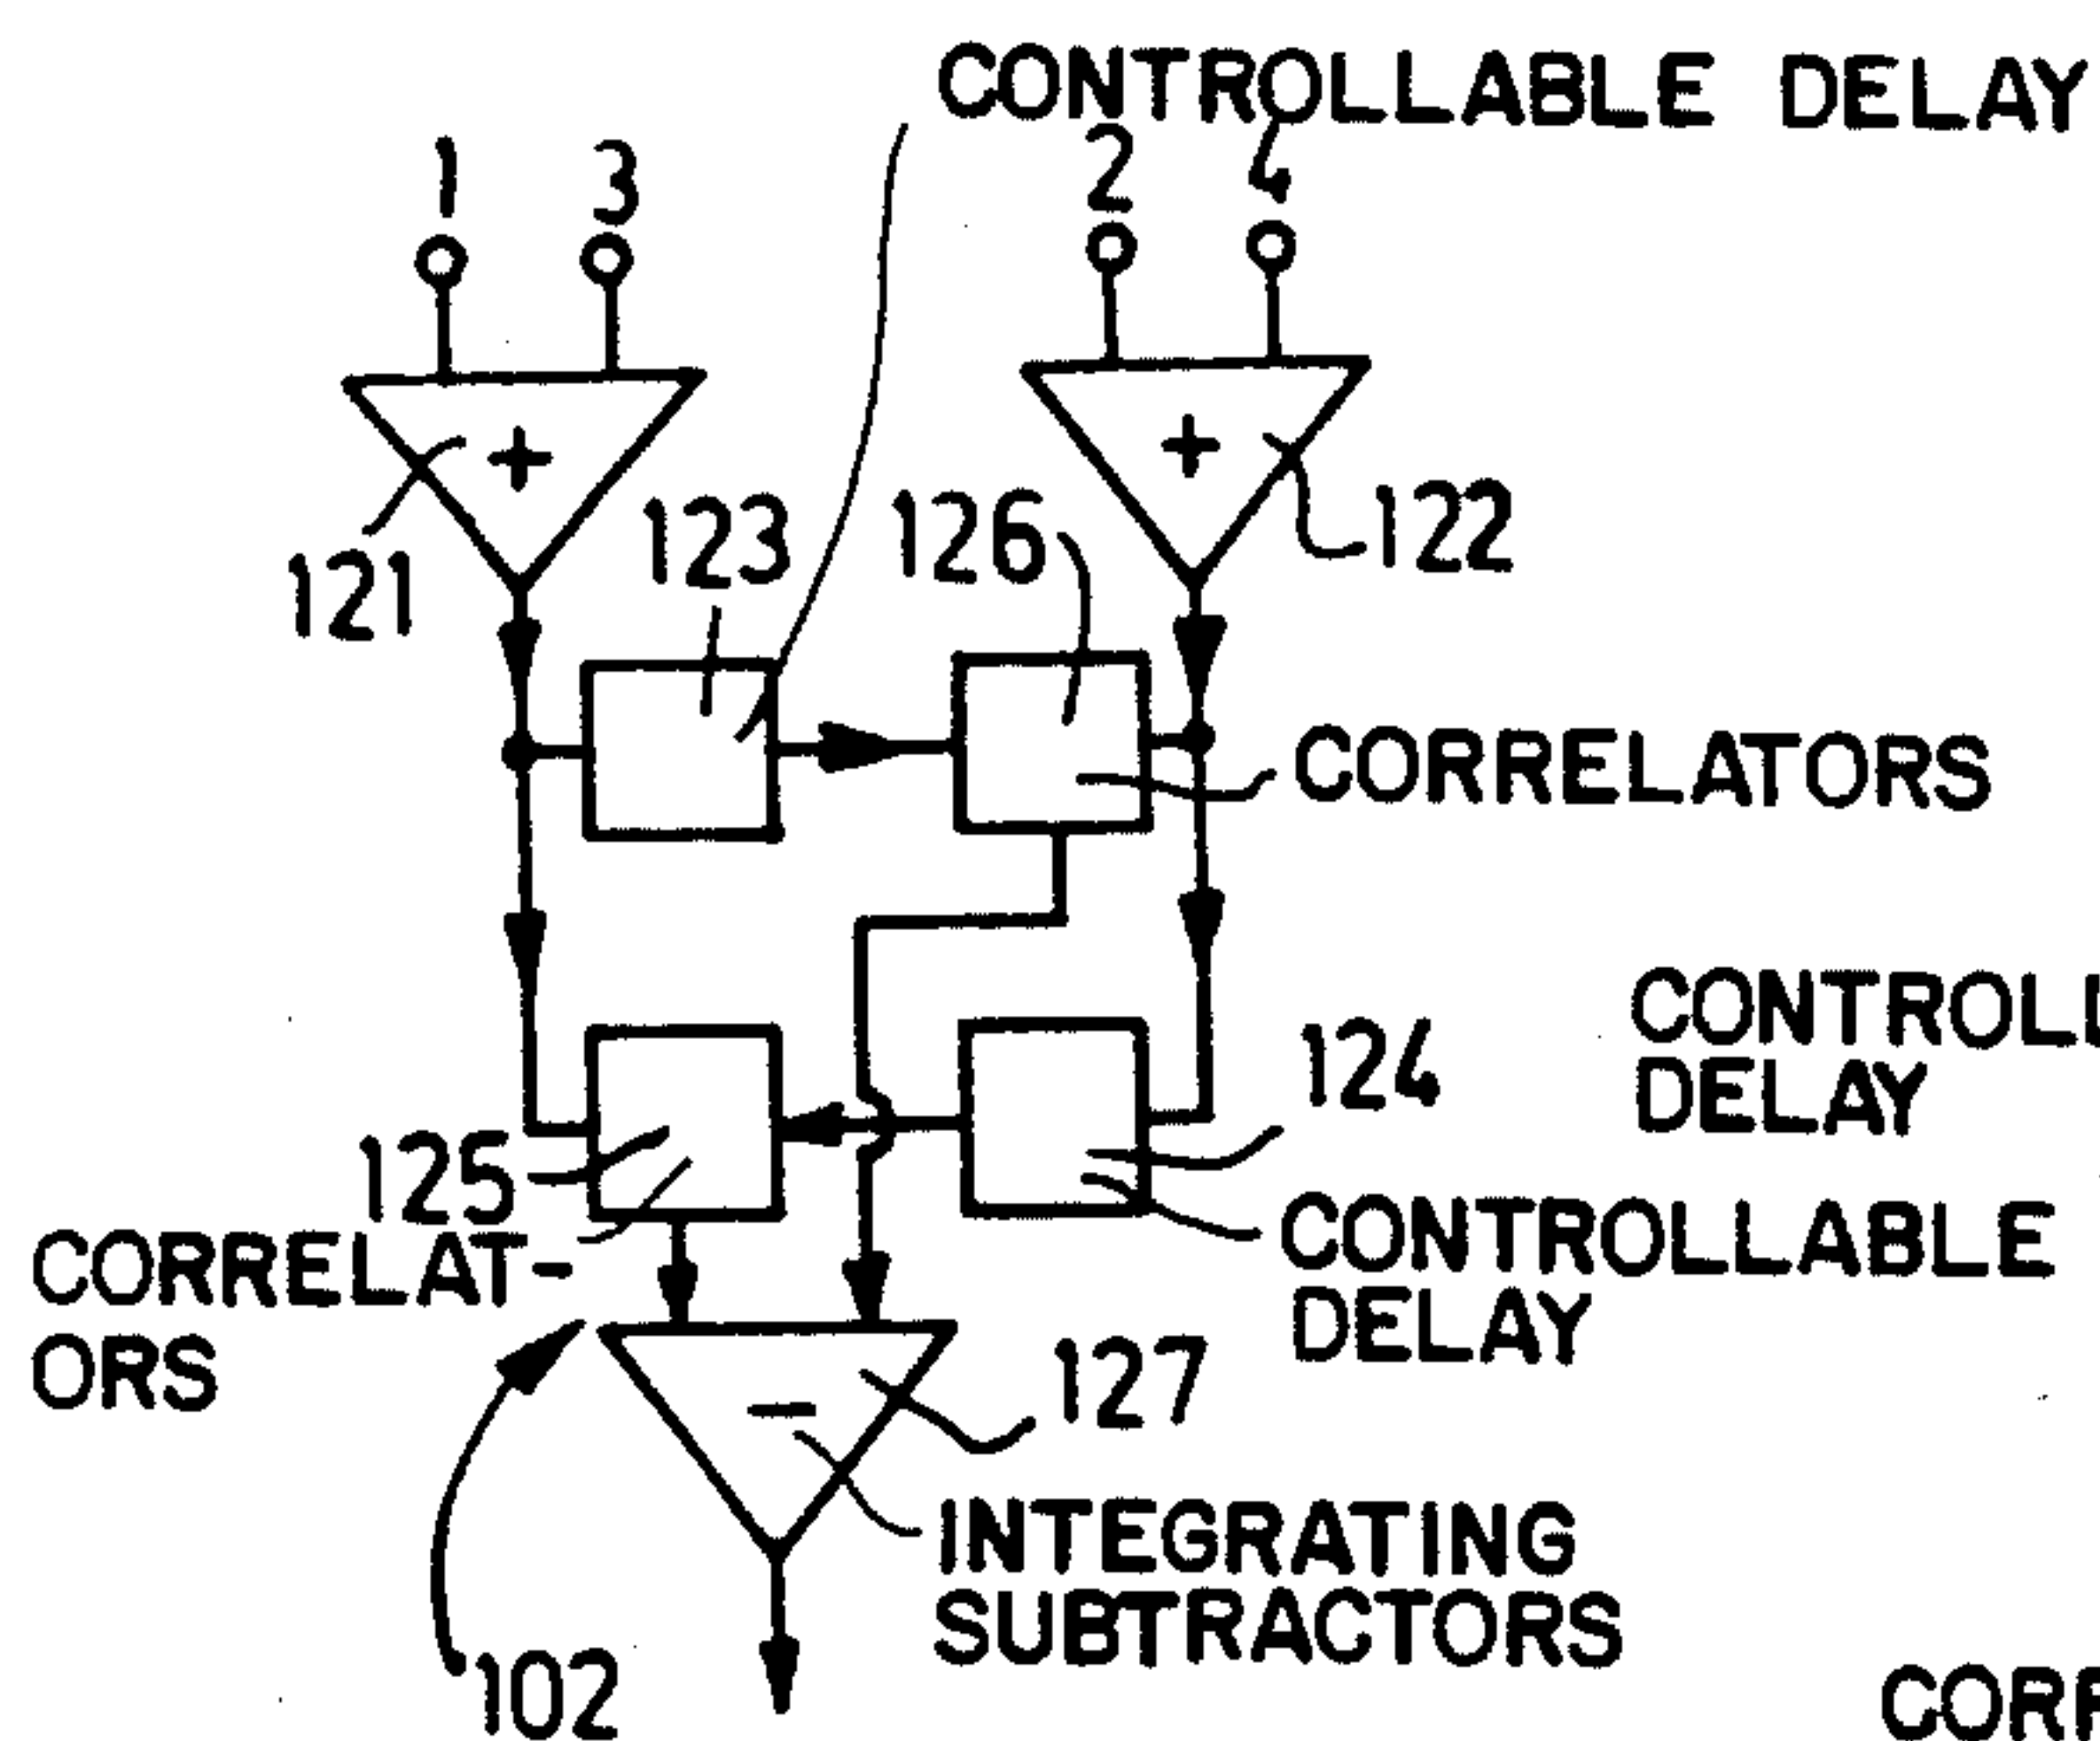 CONTROLLABLE DELAY
1 3 2 4
+ +
121 123 126 122
CORRELATORS
124
CONTROLL
DELAY
125
CORRELAT-
ORS
CONTROLLABLE
DELAY
127
-
INTEGRATING
SUBTRACTORS
102